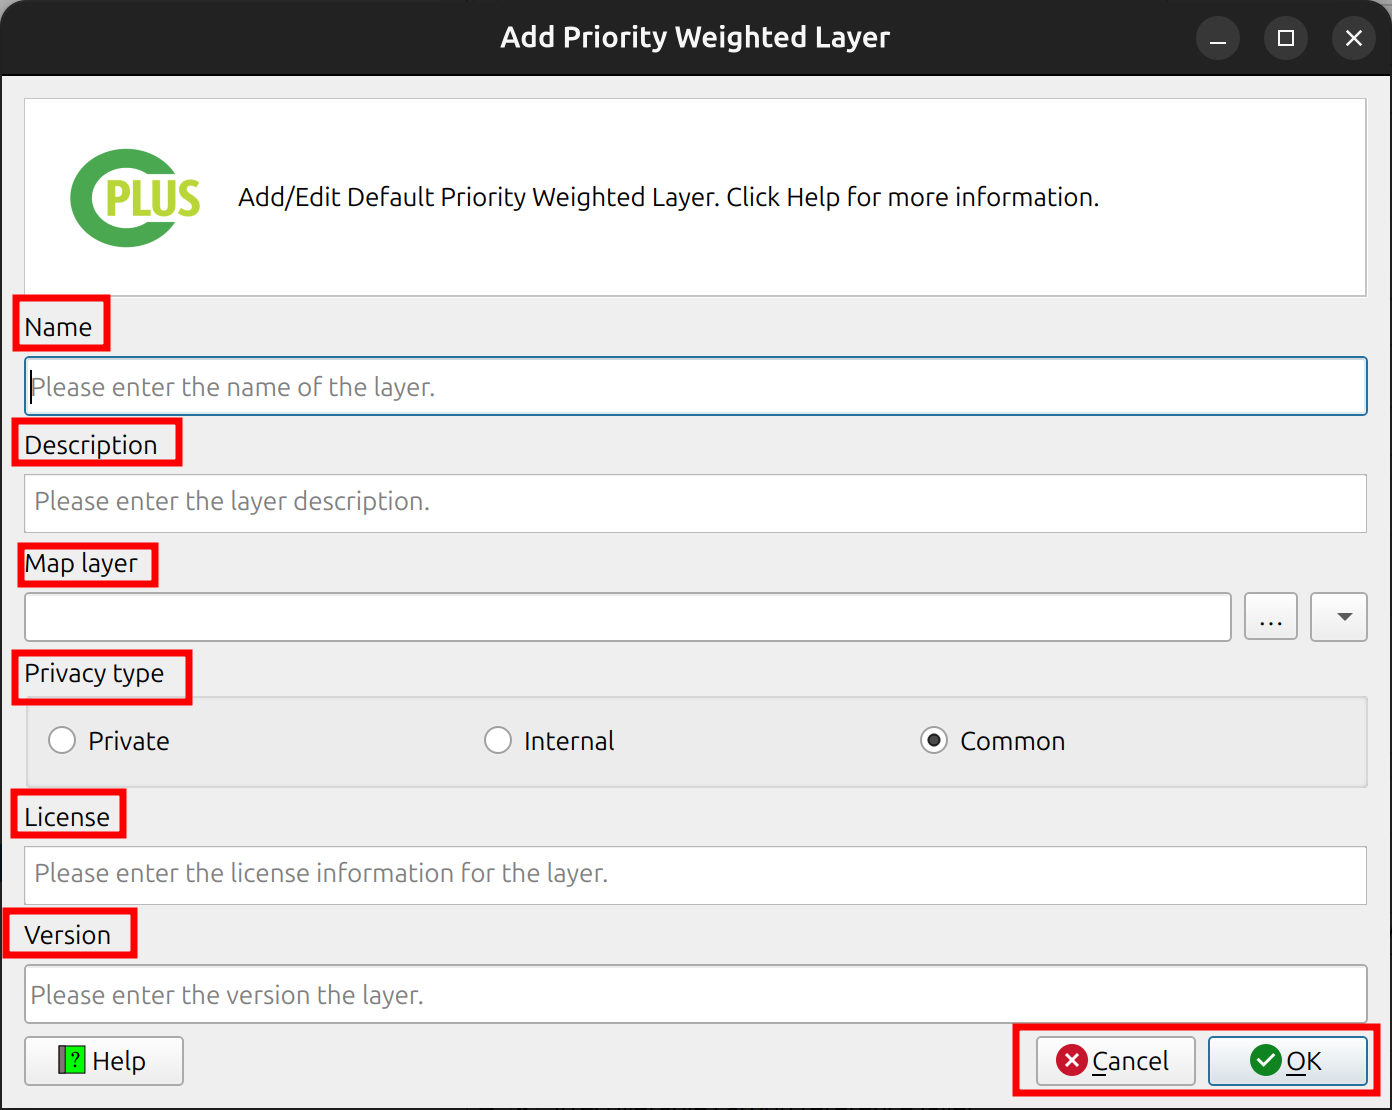 Add Priority Weighted Layer
PLUS
Add/Edit Default Priority Weighted Layer. Click Help for more information.
Name
Please enter the name of the layer.
Description
Please enter the layer description.
Map layer
...
Privacy type
Private Internal Common
License
Please enter the license information for the layer.
Version
Please enter the version the layer.
? Help Cancel OK